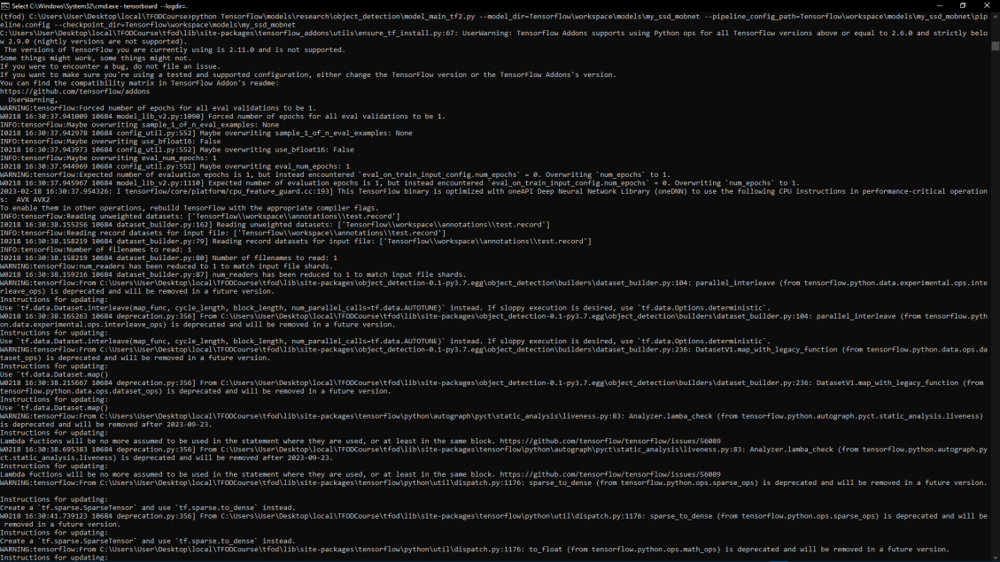 Select C:\Windows\System32\cmd.exe - tensorboard --logdir=.
(tfod) C:\Users\User\Desktop\local\TFODCourse>python Tensorflow\models\research\object_detection\model_main_tf2.py --model_dir=Tensorflow\workspace\models\my_ssd_mobnet --pipeline_config_path=Tensorflow\workspace\models\my_ssd_mobnet\pip
eline.config --checkpoint_dir=Tensorflow\workspace\models\my_ssd_mobnet
C:\Users\User\Desktop\local\TFODCourse\tfod\lib\site-packages\tensorflow_addons\utils\ensure_tf_install.py:67: UserWarning: Tensorflow Addons supports using Python ops for all Tensorflow versions above or equal to 2.6.0 and strictly belo
w 2.9.0 (nightly versions are not supported).
 The versions of TensorFlow you are currently using is 2.11.0 and is not supported.
Some things might work, some things might not.
If you were to encounter a bug, do not file an issue.
If you want to make sure you're using a tested and supported configuration, either change the TensorFlow version or the TensorFlow Addons's version.
You can find the compatibility matrix in TensorFlow Addon's readme:
https://github.com/tensorflow/addons
  UserWarning,
WARNING:tensorflow:Forced number of epochs for all eval validations to be 1.
W0218 16:30:37.941009 10684 model_lib_v2.py:1090] Forced number of epochs for all eval validations to be 1.
INFO:tensorflow:Maybe overwriting sample_1_of_n_eval_examples: None
I0218 16:30:37.942978 10684 config_util.py:552] Maybe overwriting sample_1_of_n_eval_examples: None
INFO:tensorflow:Maybe overwriting use_bfloat16: False
I0218 16:30:37.943973 10684 config_util.py:552] Maybe overwriting use_bfloat16: False
INFO:tensorflow:Maybe overwriting eval_num_epochs: 1
I0218 16:30:37.944969 10684 config_util.py:552] Maybe overwriting eval_num_epochs: 1
WARNING:tensorflow:Expected number of evaluation epochs is 1, but instead encountered `eval_on_train_input_config.num_epochs` = 0. Overwriting `num_epochs` to 1.
W0218 16:30:37.945967 10684 model_lib_v2.py:1110] Expected number of evaluation epochs is 1, but instead encountered `eval_on_train_input_config.num_epochs` = 0. Overwriting `num_epochs` to 1.
2023-02-18 16:30:37.954326: I tensorflow/core/platform/cpu_feature_guard.cc:193] This TensorFlow binary is optimized with oneAPI Deep Neural Network Library (oneDNN) to use the following CPU instructions in performance-critical operation
s:  AVX AVX2
To enable them in other operations, rebuild TensorFlow with the appropriate compiler flags.
INFO:tensorflow:Reading unweighted datasets: ['Tensorflow\\workspace\\annotations\\test.record']
I0218 16:30:38.155256 10684 dataset_builder.py:162] Reading unweighted datasets: ['Tensorflow\\workspace\\annotations\\test.record']
INFO:tensorflow:Reading record datasets for input file: ['Tensorflow\\workspace\\annotations\\test.record']
I0218 16:30:38.158219 10684 dataset_builder.py:79] Reading record datasets for input file: ['Tensorflow\\workspace\\annotations\\test.record']
INFO:tensorflow:Number of filenames to read: 1
I0218 16:30:38.158219 10684 dataset_builder.py:80] Number of filenames to read: 1
WARNING:tensorflow:num_readers has been reduced to 1 to match input file shards.
W0218 16:30:38.159216 10684 dataset_builder.py:87] num_readers has been reduced to 1 to match input file shards.
WARNING:tensorflow:From C:\Users\User\Desktop\local\TFODCourse\tfod\lib\site-packages\object_detection-0.1-py3.7.egg\object_detection\builders\dataset_builder.py:104: parallel_interleave (from tensorflow.python.data.experimental.ops.inte
rleave_ops) is deprecated and will be removed in a future version.
Instructions for updating:
Use `tf.data.Dataset.interleave(map_func, cycle_length, block_length, num_parallel_calls=tf.data.AUTOTUNE)` instead. If sloppy execution is desired, use `tf.data.Options.deterministic`.
W0218 16:30:38.165263 10684 deprecation.py:356] From C:\Users\User\Desktop\local\TFODCourse\tfod\lib\site-packages\object_detection-0.1-py3.7.egg\object_detection\builders\dataset_builder.py:104: parallel_interleave (from tensorflow.pyth
on.data.experimental.ops.interleave_ops) is deprecated and will be removed in a future version.
Instructions for updating:
Use `tf.data.Dataset.interleave(map_func, cycle_length, block_length, num_parallel_calls=tf.data.AUTOTUNE)` instead. If sloppy execution is desired, use `tf.data.Options.deterministic`.
WARNING:tensorflow:From C:\Users\User\Desktop\local\TFODCourse\tfod\lib\site-packages\object_detection-0.1-py3.7.egg\object_detection\builders\dataset_builder.py:236: DatasetV1.map_with_legacy_function (from tensorflow.python.data.ops.da
taset_ops) is deprecated and will be removed in a future version.
Instructions for updating:
Use `tf.data.Dataset.map()
W0218 16:30:38.215667 10684 deprecation.py:356] From C:\Users\User\Desktop\local\TFODCourse\tfod\lib\site-packages\object_detection-0.1-py3.7.egg\object_detection\builders\dataset_builder.py:236: DatasetV1.map_with_legacy_function (from
tensorflow.python.data.ops.dataset_ops) is deprecated and will be removed in a future version.
Instructions for updating:
Use `tf.data.Dataset.map()
WARNING:tensorflow:From C:\Users\User\Desktop\local\TFODCourse\tfod\lib\site-packages\tensorflow\python\autograph\pyct\static_analysis\liveness.py:83: Analyzer.lamba_check (from tensorflow.python.autograph.pyct.static_analysis.liveness)
is deprecated and will be removed after 2023-09-23.
Instructions for updating:
Lambda fuctions will be no more assumed to be used in the statement where they are used, or at least in the same block. https://github.com/tensorflow/tensorflow/issues/56089
W0218 16:30:38.695383 10684 deprecation.py:356] From C:\Users\User\Desktop\local\TFODCourse\tfod\lib\site-packages\tensorflow\python\autograph\pyct\static_analysis\liveness.py:83: Analyzer.lamba_check (from tensorflow.python.autograph.py
ct.static_analysis.liveness) is deprecated and will be removed after 2023-09-23.
Instructions for updating:
Lambda fuctions will be no more assumed to be used in the statement where they are used, or at least in the same block. https://github.com/tensorflow/tensorflow/issues/56089
WARNING:tensorflow:From C:\Users\User\Desktop\local\TFODCourse\tfod\lib\site-packages\tensorflow\python\util\dispatch.py:1176: sparse_to_dense (from tensorflow.python.ops.sparse_ops) is deprecated and will be removed in a future version.
Instructions for updating:
Create a `tf.sparse.SparseTensor` and use `tf.sparse.to_dense` instead.
W0218 16:30:41.739123 10684 deprecation.py:356] From C:\Users\User\Desktop\local\TFODCourse\tfod\lib\site-packages\tensorflow\python\util\dispatch.py:1176: sparse_to_dense (from tensorflow.python.ops.sparse_ops) is deprecated and will be
 removed in a future version.
Instructions for updating:
Create a `tf.sparse.SparseTensor` and use `tf.sparse.to_dense` instead.
WARNING:tensorflow:From C:\Users\User\Desktop\local\TFODCourse\tfod\lib\site-packages\tensorflow\python\util\dispatch.py:1176: to_float (from tensorflow.python.ops.math_ops) is deprecated and will be removed in a future version.
Instructions for updating: